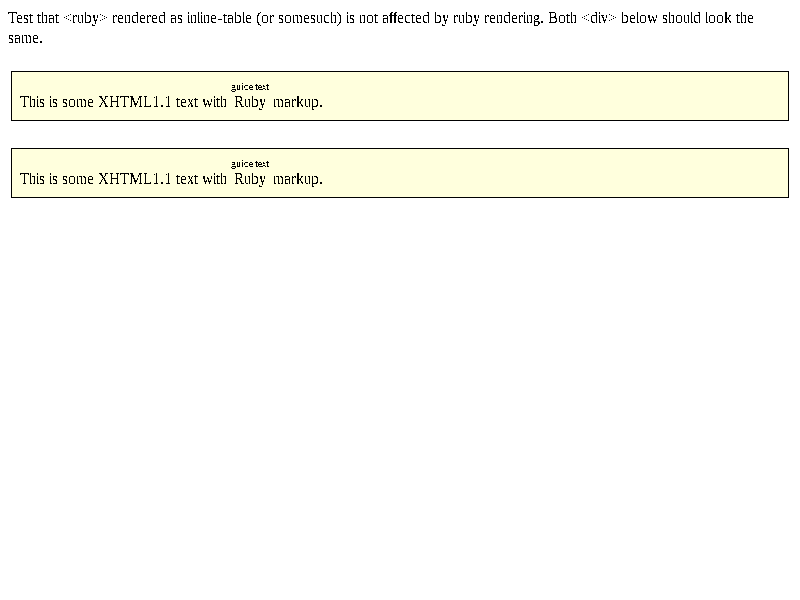 Test that <ruby> rendered as inline-table (or somesuch) is not affected by ruby rendering. Both <div> below should look the
same.
guide text
This is some XHTML1.1 text with Ruby markup.
guide text
This is some XHTML1.1 text with Ruby markup.